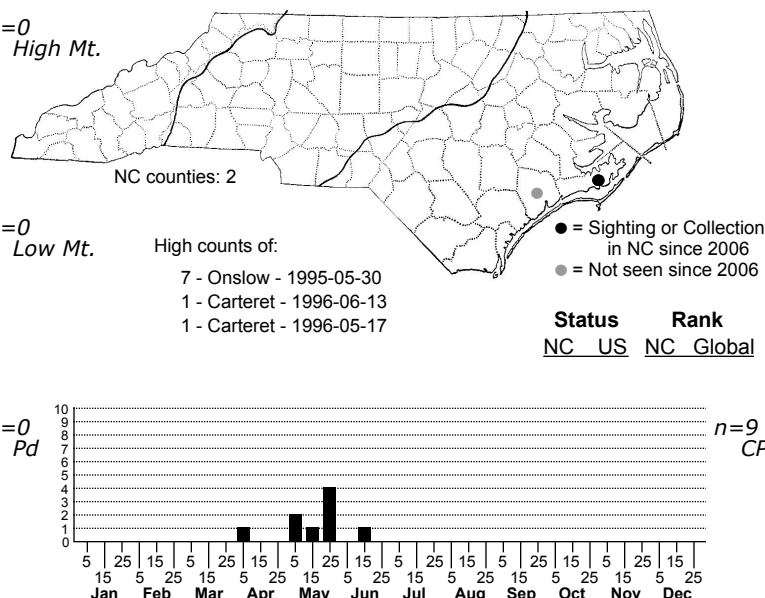 =0
High Mt.
NC counties: 2
=0
Low Mt.
High counts of:
7 - Onslow - 1995-05-30
1 - Carteret - 1996-06-13
1 - Carteret - 1996-05-17
● = Sighting or Collection
in NC since 2006
● = Not seen since 2006
Status Rank
NC US NC Global
=0
Pd
n=9
CP
10
9
8
7
6
5
4
3
2
1
0
5 25 15 5 25 15 5 25 15 5 25 15 5 25 15 5 25 15
15 5 25 15 5 25 15 5 25 15 5 25 15 5 25 15 5 25
Jan Feb Mar Apr May Jun Jul Aug Sep Oct Nov Dec